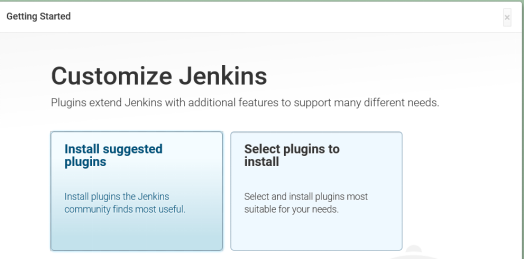 Getting Started
Customize Jenkins
Plugins extend Jenkins with additional features to support many different needs.
Install suggested
plugins
Install plugins the Jenkins
community finds most useful.
Select plugins to
install
Select and install plugins most
suitable for your needs.